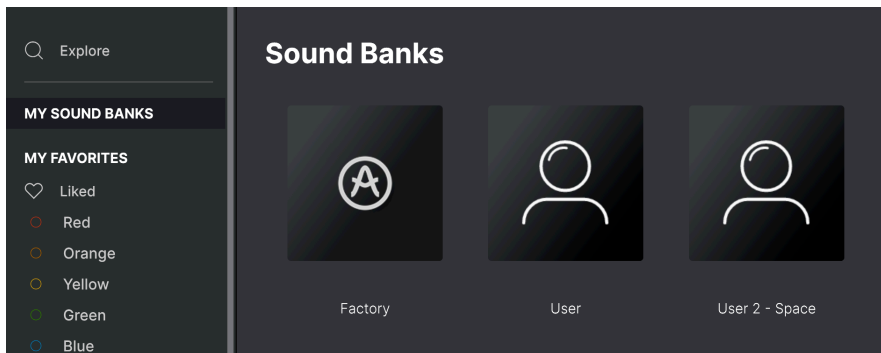 Explore
MY SOUND BANKS
MY FAVORITES
Liked
Red
Orange
Yellow
Green
Blue
Sound Banks
Factory
User
User 2 - Space